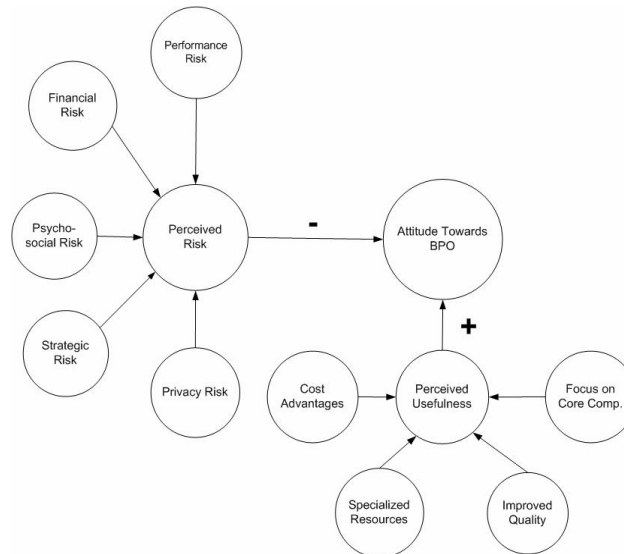 Performance
Risk
Financial
Risk
Psycho-
social Risk
Perceived
Risk
-
Attitude Towards
BPO
Strategic
Risk
Privacy Risk
+
Cost
Advantages
Perceived
Usefulness
Focus on
Core Comp.
Specialized
Resources
Improved
Quality